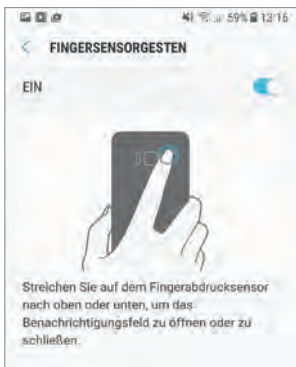 59% 13:16
FINGERSENSORGESTEN
EIN
Streichen Sie auf dem Fingerabdrucksensor
nach oben oder unten, um das
Benachrichtigungsfeld zu öffnen oder zu
schließen.